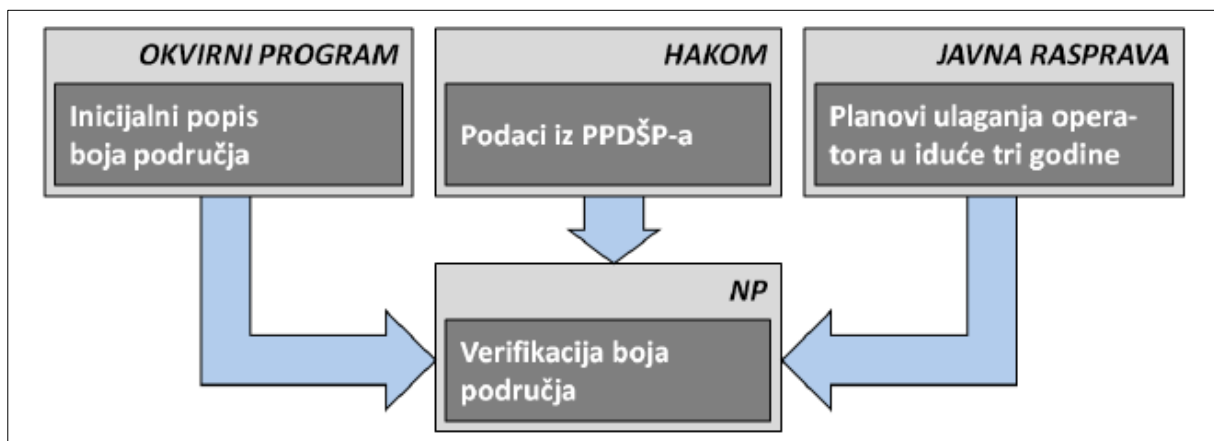 OKVIRNI PROGRAM
Inicijalni popis
boja područja
HAKOM
Podaci iz PPDŠP-a
JAVNA RASPRAVA
Planovi ulaganja opera-
tora u iduće tri godine
NP
Verifikacija boja
područja